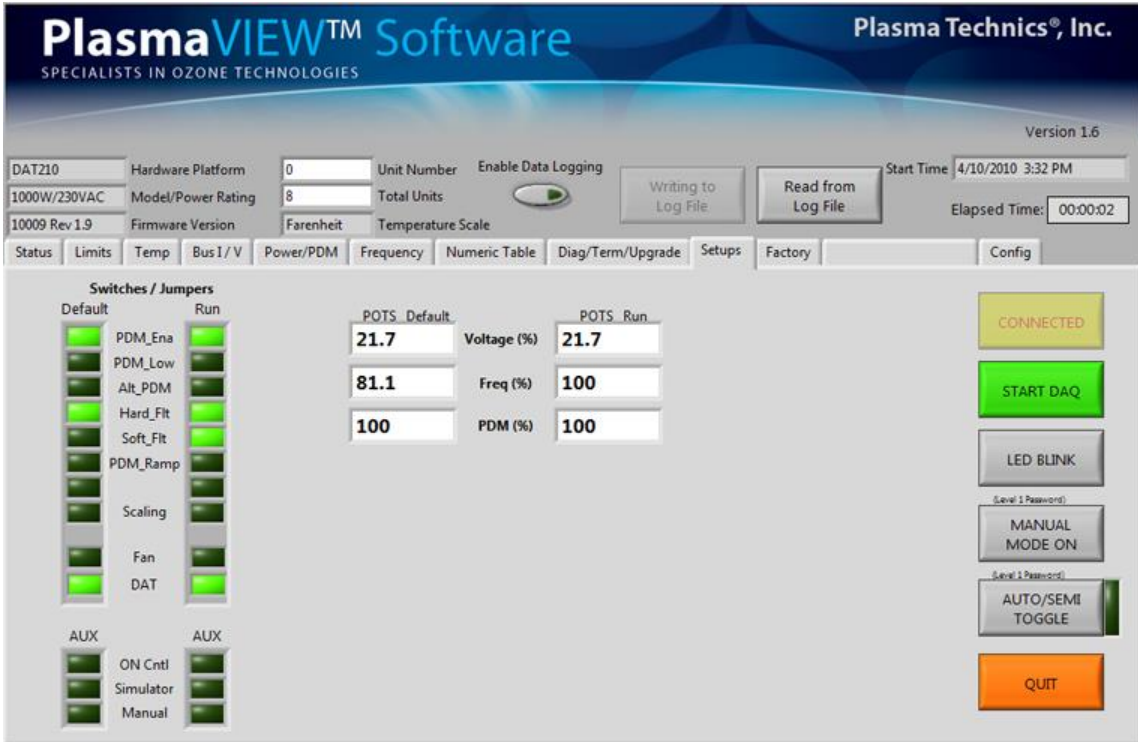 PlasmaVIEW™ Software
SPECIALISTS IN OZONE TECHNOLOGIES
Plasma Technics®, Inc.
Version 1.6
DAT210 Hardware Platform 0 Unit Number Enable Data Logging
1000W/230VAC Model/Power Rating 8 Total Units
10009 Rev 1.9 Firmware Version Farenheit Temperature Scale
Writing to
Log File
Read from
Log File
Start Time 4/10/2010 3:32 PM
Elapsed Time: 00:00:02
Status Limits Temp Bus I / V Power/PDM Frequency Numeric Table Diag/Term/Upgrade Setups Factory Config
Switches / Jumpers
Default Run
PDM_Ena
PDM_Low
Alt_PDM
Hard_Flt
Soft_Flt
PDM_Ramp
Scaling
Fan
DAT
AUX AUX
ON Cntl
Simulator
Manual
POTS Default POTS Run
21.7 Voltage (%) 21.7
81.1 Freq (%) 100
100 PDM (%) 100
CONNECTED
START DAQ
LED BLINK
(Level 1 Password)
MANUAL
MODE ON
(Level 1 Password)
AUTO/SEMI
TOGGLE
QUIT